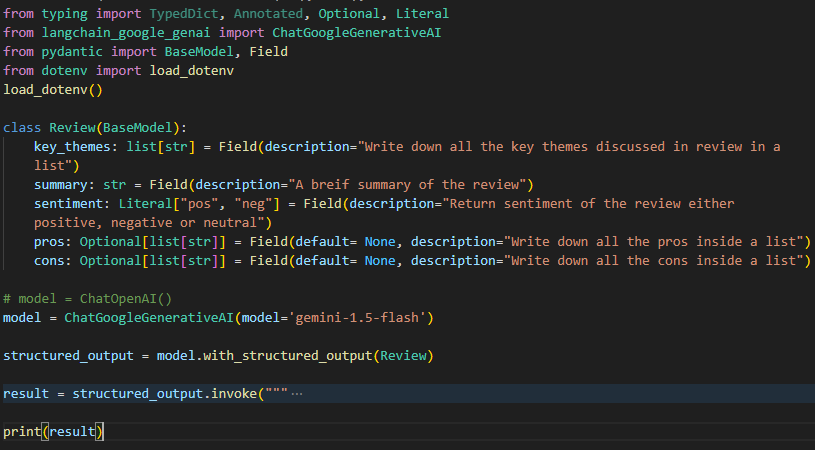 from typing import TypedDict, Annotated, Optional, Literal
from langchain_google_genai import ChatGoogleGenerativeAI
from pydantic import BaseModel, Field
from dotenv import load_dotenv
load_dotenv()
class Review(BaseModel):
    key_themes: list[str] = Field(description="Write down all the key themes discussed in review in a
    list")
    summary: str = Field(description="A breif summary of the review")
    sentiment: Literal["pos", "neg"] = Field(description="Return sentiment of the review either
    positive, negative or neutral")
    pros: Optional[list[str]] = Field(default= None, description="Write down all the pros inside a list")
    cons: Optional[list[str]] = Field(default= None, description="Write down all the cons inside a list")
# model = ChatOpenAI()
model = ChatGoogleGenerativeAI(model='gemini-1.5-flash')
structured_output = model.with_structured_output(Review)
result = structured_output.invoke("""⋯
print(result)